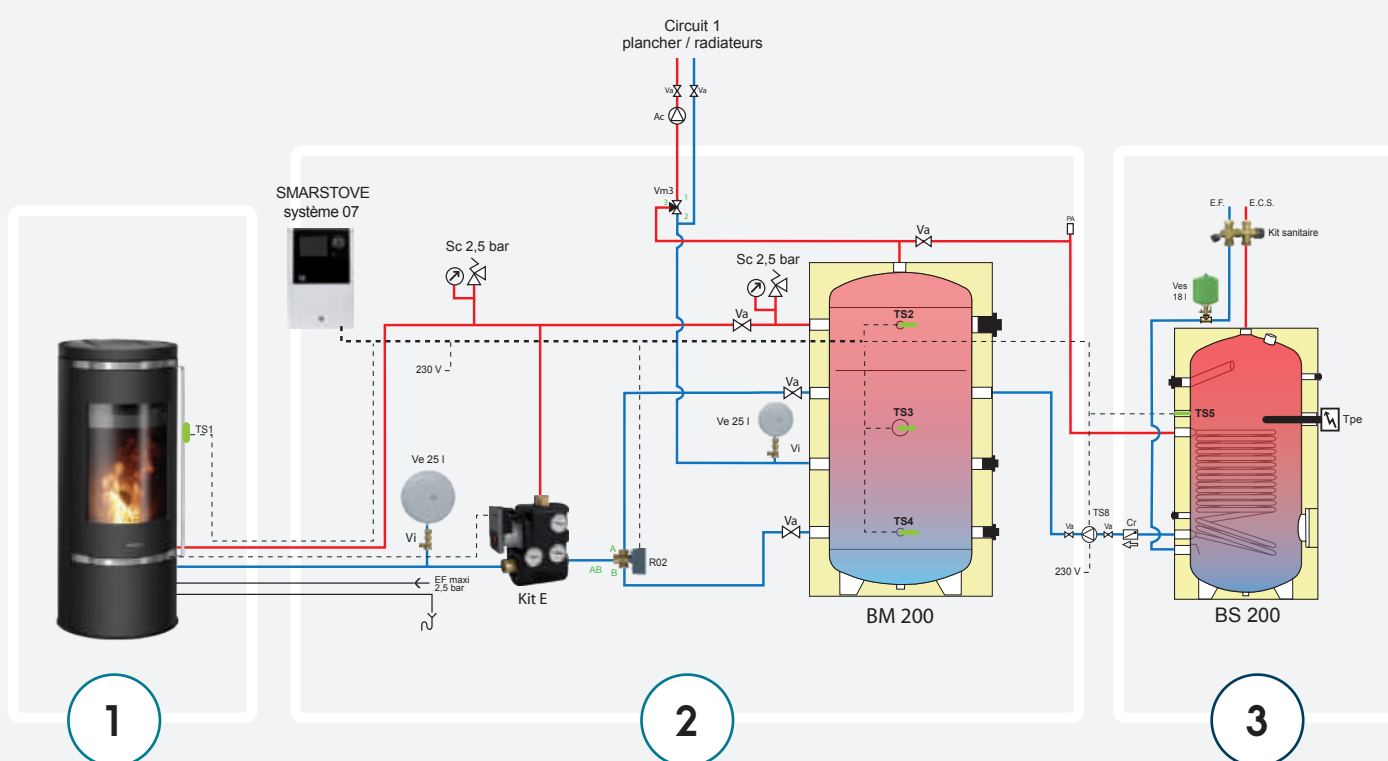 Circuit 1
plancher / radiateurs
Va
Va
Ac
SMARSTOVE
système 07
Vm3
1
3
2
Sc 2,5 bar
Sc 2,5 bar
Va
PA
E.F.
E.C.S.
Kit sanitaire
Ves
18 l
Va
TS2
230 V
TS1
Va
TS3
Ve 25 l
Vi
TS5
Tpe
Ve 25 l
Vi
A
AB
B
R02
Va
TS4
Va
TS8
Va
Cr
230 V
EF maxi
2,5 bar
Kit E
BM 200
BS 200
1
2
3